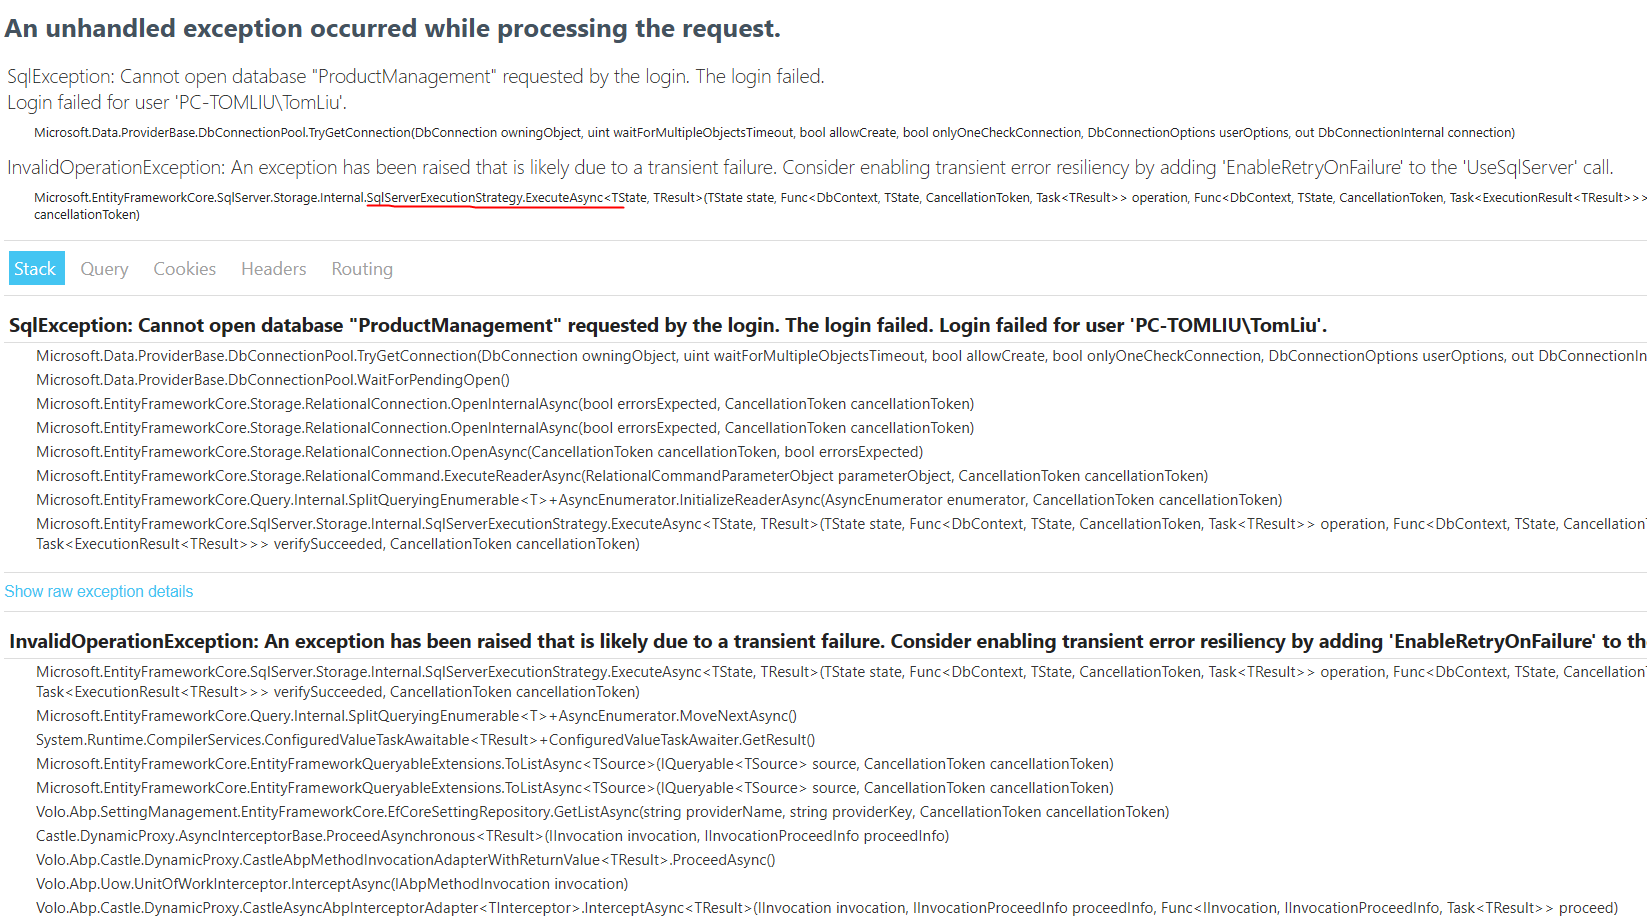 An unhandled exception occurred while processing the request.
SqlException: Cannot open database "ProductManagement" requested by the login. The login failed.
Login failed for user 'PC-TOMLIU\TomLiu'.
Microsoft.Data.ProviderBase.DbConnectionPool.TryGetConnection(DbConnection owningObject, uint waitForMultipleObjectsTimeout, bool allowCreate, bool onlyOneCheckConnection, DbConnectionOptions userOptions, out DbConnectionInternal connection)
InvalidOperationException: An exception has been raised that is likely due to a transient failure. Consider enabling transient error resiliency by adding 'EnableRetryOnFailure' to the 'UseSqlServer' call.
Microsoft.EntityFrameworkCore.SqlServer.Storage.Internal.SqlServerExecutionStrategy.ExecuteAsync<TState, TResult>(TState state, Func<DbContext, TState, CancellationToken, Task<TResult>> operation, Func<DbContext, TState, CancellationToken, Task<ExecutionResult<TResult>>>
cancellationToken)
Stack Query Cookies Headers Routing
SqlException: Cannot open database "ProductManagement" requested by the login. The login failed. Login failed for user 'PC-TOMLIU\TomLiu'.
Microsoft.Data.ProviderBase.DbConnectionPool.TryGetConnection(DbConnection owningObject, uint waitForMultipleObjectsTimeout, bool allowCreate, bool onlyOneCheckConnection, DbConnectionOptions userOptions, out DbConnectionIn
Microsoft.Data.ProviderBase.DbConnectionPool.WaitForPendingOpen()
Microsoft.EntityFrameworkCore.Storage.RelationalConnection.OpenInternalAsync(bool errorsExpected, CancellationToken cancellationToken)
Microsoft.EntityFrameworkCore.Storage.RelationalConnection.OpenInternalAsync(bool errorsExpected, CancellationToken cancellationToken)
Microsoft.EntityFrameworkCore.Storage.RelationalConnection.OpenAsync(CancellationToken cancellationToken, bool errorsExpected)
Microsoft.EntityFrameworkCore.Storage.RelationalCommand.ExecuteReaderAsync(RelationalCommandParameterObject parameterObject, CancellationToken cancellationToken)
Microsoft.EntityFrameworkCore.Query.Internal.SplitQueryingEnumerable<T>+AsyncEnumerator.InitializeReaderAsync(AsyncEnumerator enumerator, CancellationToken cancellationToken)
Microsoft.EntityFrameworkCore.SqlServer.Storage.Internal.SqlServerExecutionStrategy.ExecuteAsync<TState, TResult>(TState state, Func<DbContext, TState, CancellationToken, Task<TResult>> operation, Func<DbContext, TState, CancellationT
Task<ExecutionResult<TResult>>> verifySucceeded, CancellationToken cancellationToken)
Show raw exception details
InvalidOperationException: An exception has been raised that is likely due to a transient failure. Consider enabling transient error resiliency by adding 'EnableRetryOnFailure' to the
Microsoft.EntityFrameworkCore.SqlServer.Storage.Internal.SqlServerExecutionStrategy.ExecuteAsync<TState, TResult>(TState state, Func<DbContext, TState, CancellationToken, Task<TResult>> operation, Func<DbContext, TState, CancellationT
Task<ExecutionResult<TResult>>> verifySucceeded, CancellationToken cancellationToken)
Microsoft.EntityFrameworkCore.Query.Internal.SplitQueryingEnumerable<T>+AsyncEnumerator.MoveNextAsync()
System.Runtime.CompilerServices.ConfiguredValueTaskAwaitable<TResult>+ConfiguredValueTaskAwaiter.GetResult()
Microsoft.EntityFrameworkCore.EntityFrameworkQueryableExtensions.ToListAsync<TSource>(IQueryable<TSource> source, CancellationToken cancellationToken)
Microsoft.EntityFrameworkCore.EntityFrameworkQueryableExtensions.ToListAsync<TSource>(IQueryable<TSource> source, CancellationToken cancellationToken)
Volo.Abp.SettingManagement.EntityFrameworkCore.EfCoreSettingRepository.GetListAsync(string providerName, string providerKey, CancellationToken cancellationToken)
Castle.DynamicProxy.AsyncInterceptorBase.ProceedAsynchronous<TResult>(IInvocation invocation, IInvocationProceedInfo proceedInfo)
Volo.Abp.Castle.DynamicProxy.CastleAbpMethodInvocationAdapterWithReturnValue<TResult>.ProceedAsync()
Volo.Abp.Uow.UnitOfWorkInterceptor.InterceptAsync(IAbpMethodInvocation invocation)
Volo.Abp.Castle.DynamicProxy.CastleAsyncAbpInterceptorAdapter<TInterceptor>.InterceptAsync<TResult>(IInvocation invocation, IInvocationProceedInfo proceedInfo, Func<IInvocation, IInvocationProceedInfo, Task<TResult>> proceed)